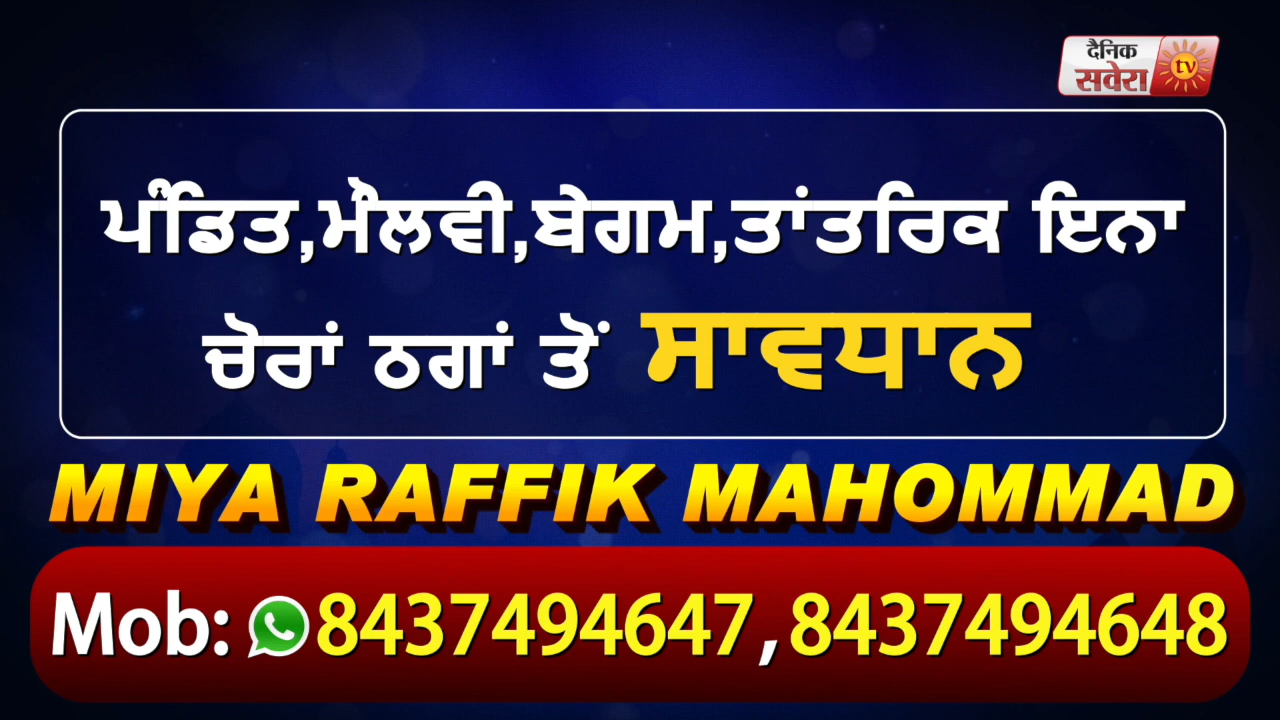 दैनिक
सवेरा tv
ਪੰਡਿਤ,ਮੌਲਵੀ,ਬੇਗਮ,ਤਾਂਤਰਿਕ ਇਨਾ
ਚੋਰਾਂ ਠਗਾਂ ਤੋਂ ਸਾਵਧਾਨ
MIYA RAFFIK MAHOMMAD
Mob: 8437494647, 8437494648